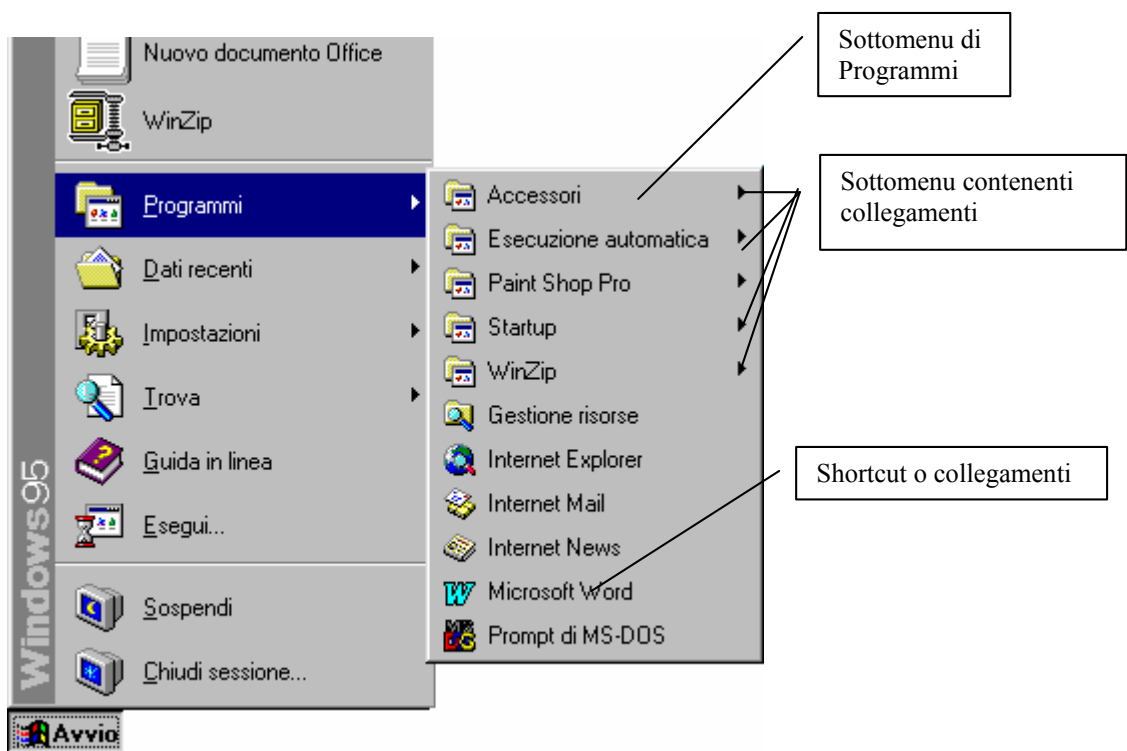 Nuovo documento Office
WinZip
Programmi
Dati recenti
Impostazioni
Trova
Guida in linea
Esegui...
Sospendi
Chiudi sessione...
Windows95
Avvio
Accessori
Esecuzione automatica
Paint Shop Pro
Startup
WinZip
Gestione risorse
Internet Explorer
Internet Mail
Internet News
Microsoft Word
Prompt di MS-DOS
Sottomenu di
Programmi
Sottomenu contenenti
collegamenti
Shortcut o collegamenti